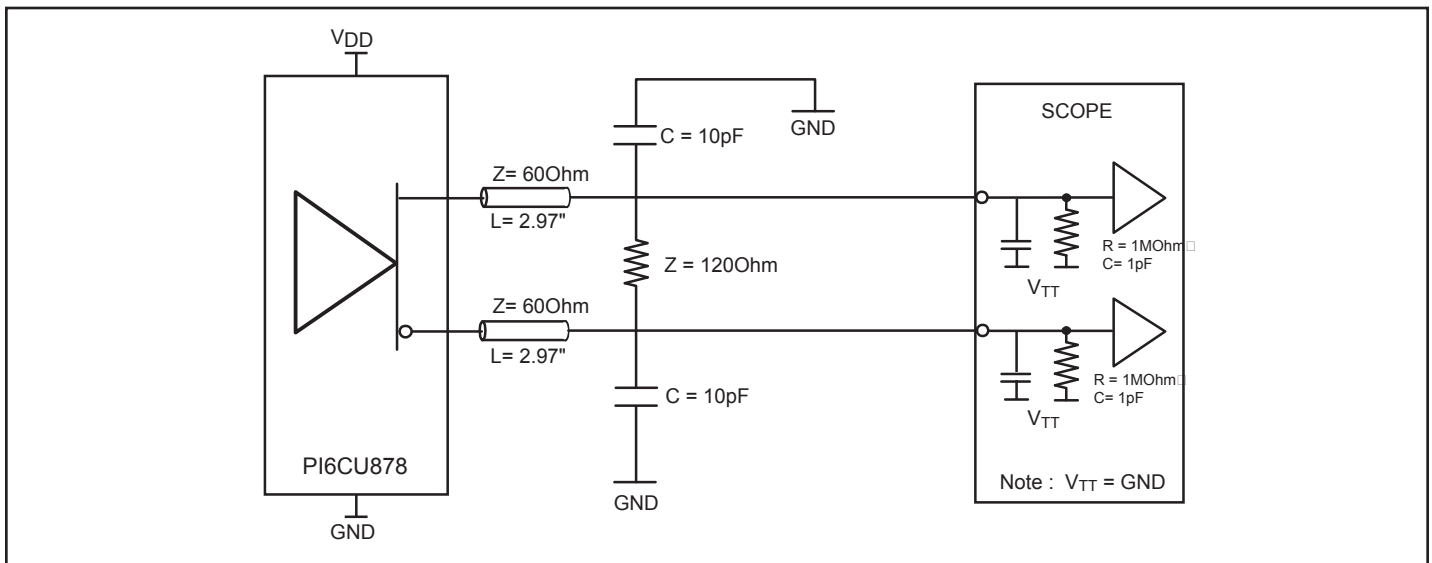 VDD
GND
C = 10pF
SCOPE
Z= 60Ohm
L= 2.97"
Z = 120Ohm
R = 1MOhm
C= 1pF
VTT
Z= 60Ohm
L= 2.97"
R = 1MOhm
C= 1pF
VTT
C = 10pF
PI6CU878
Note : VTT = GND
GND
GND